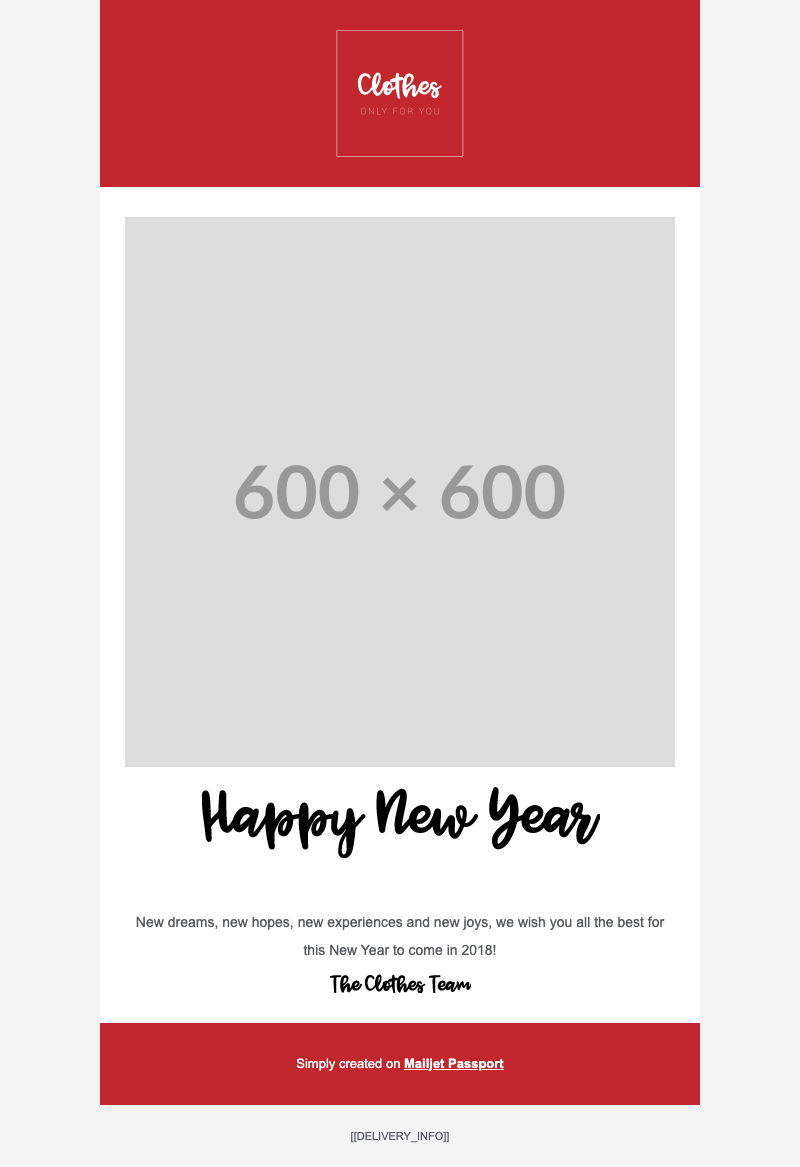 Clothes
ONLY FOR YOU
600 × 600
Happy New Year
New dreams, new hopes, new experiences and new joys, we wish you all the best for
this New Year to come in 2018!
The Clothes Team
Simply created on Mailjet Passport
[[DELIVERY_INFO]]